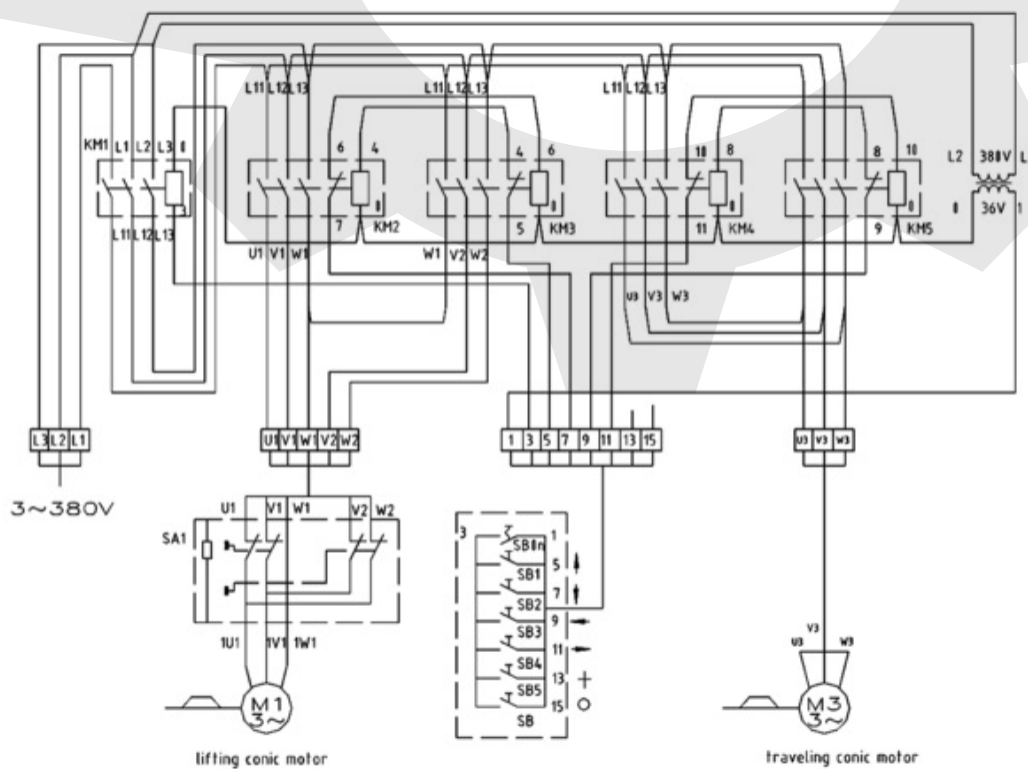 L11 L12 L13 L11 L12 L13 L11 L12 L13
KM1 L1 L2 L3 0 6 4 4 6 10 8 8 10 L2 380V L
3 0 0 0 0 0 36V 1
L11 L12 L13 7 KM2 5 KM3 11 KM4 9 KM5
U1 V1 W1 W1 V2 W2
U3 V3 W3
L3 L2 L1 U1 V1 W1 V2 W2 1 3 5 7 9 11 13 15 U3 V3 W3
3~380V
U1 V1 W1 V2 W2
SA1
3 1
SB0n
5
SB1
7
SB2
9
SB3
11
SB4
13 +
SB5
15
SB
1U1 1V1 1W1
V3
U3 W3
M1
3~
M3
3~
lifting conic motor
traveling conic motor